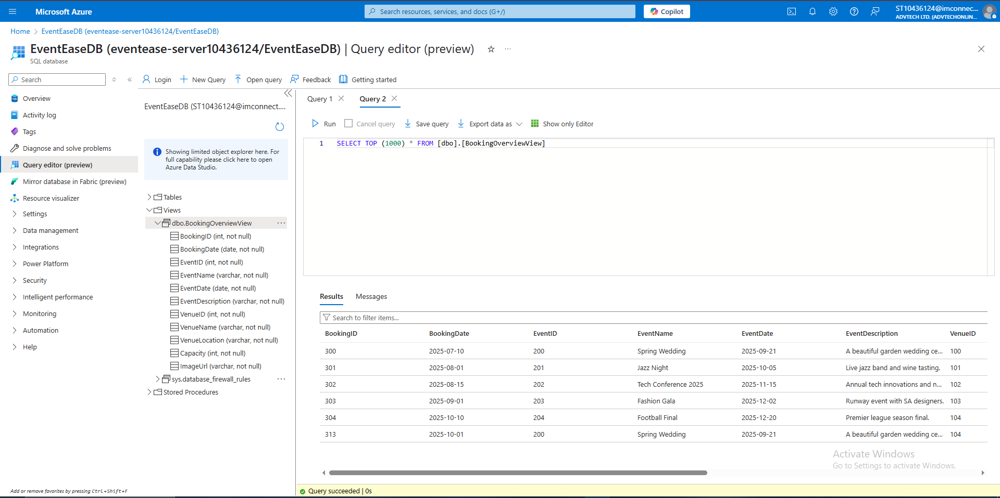 Microsoft Azure
Search resources, services, and docs (G+/)
Copilot
ST10436124@imconnec...
ADVTECH LTD. (ADVTECHONLIN...
Home
EventEaseDB (eventease-server10436124/EventEaseDB)
EventEaseDB (eventease-server10436124/EventEaseDB) | Query editor (preview)
SQL database
Search
Login
New Query
Open query
Feedback
Getting started
Overview
Activity log
Tags
Diagnose and solve problems
Query editor (preview)
Mirror database in Fabric (preview)
Resource visualizer
Settings
Data management
Integrations
Power Platform
Security
Intelligent performance
Monitoring
Automation
Help
Add or remove favorites by pressing Ctrl+Shift+F
EventEaseDB (ST10436124@imconnect....
Showing limited object explorer here. For
full capability please click here to open
Azure Data Studio.
Tables
Views
dbo.BookingOverviewView
BookingID (int, not null)
BookingDate (date, not null)
EventID (int, not null)
EventName (varchar, not null)
EventDate (date, not null)
EventDescription (varchar, not null)
VenueID (int, not null)
VenueName (varchar, not null)
VenueLocation (varchar, not null)
Capacity (int, not null)
ImageUrl (varchar, not null)
sys.database_firewall_rules
Stored Procedures
Query 1
Query 2
Run
Cancel query
Save query
Export data as
Show only Editor
1 SELECT TOP (1000) * FROM [dbo].[BookingOverviewView]
Results
Messages
Search to filter items...
BookingID BookingDate EventID EventName EventDate EventDescription VenueID
300 2025-07-10 200 Spring Wedding 2025-09-21 A beautiful garden wedding ce... 100
301 2025-08-01 201 Jazz Night 2025-10-05 Live jazz band and wine tasting. 101
302 2025-08-15 202 Tech Conference 2025 2025-11-15 Annual tech innovations and n... 102
303 2025-09-01 203 Fashion Gala 2025-12-02 Runway event with SA designers. 103
304 2025-10-10 204 Football Final 2025-12-20 Premier league season final. 104
313 2025-10-01 200 Spring Wedding 2025-09-21 A beautiful garden wedding ce... 104
Activate Windows
Go to Settings to activate Windows.
Query succeeded | 0s